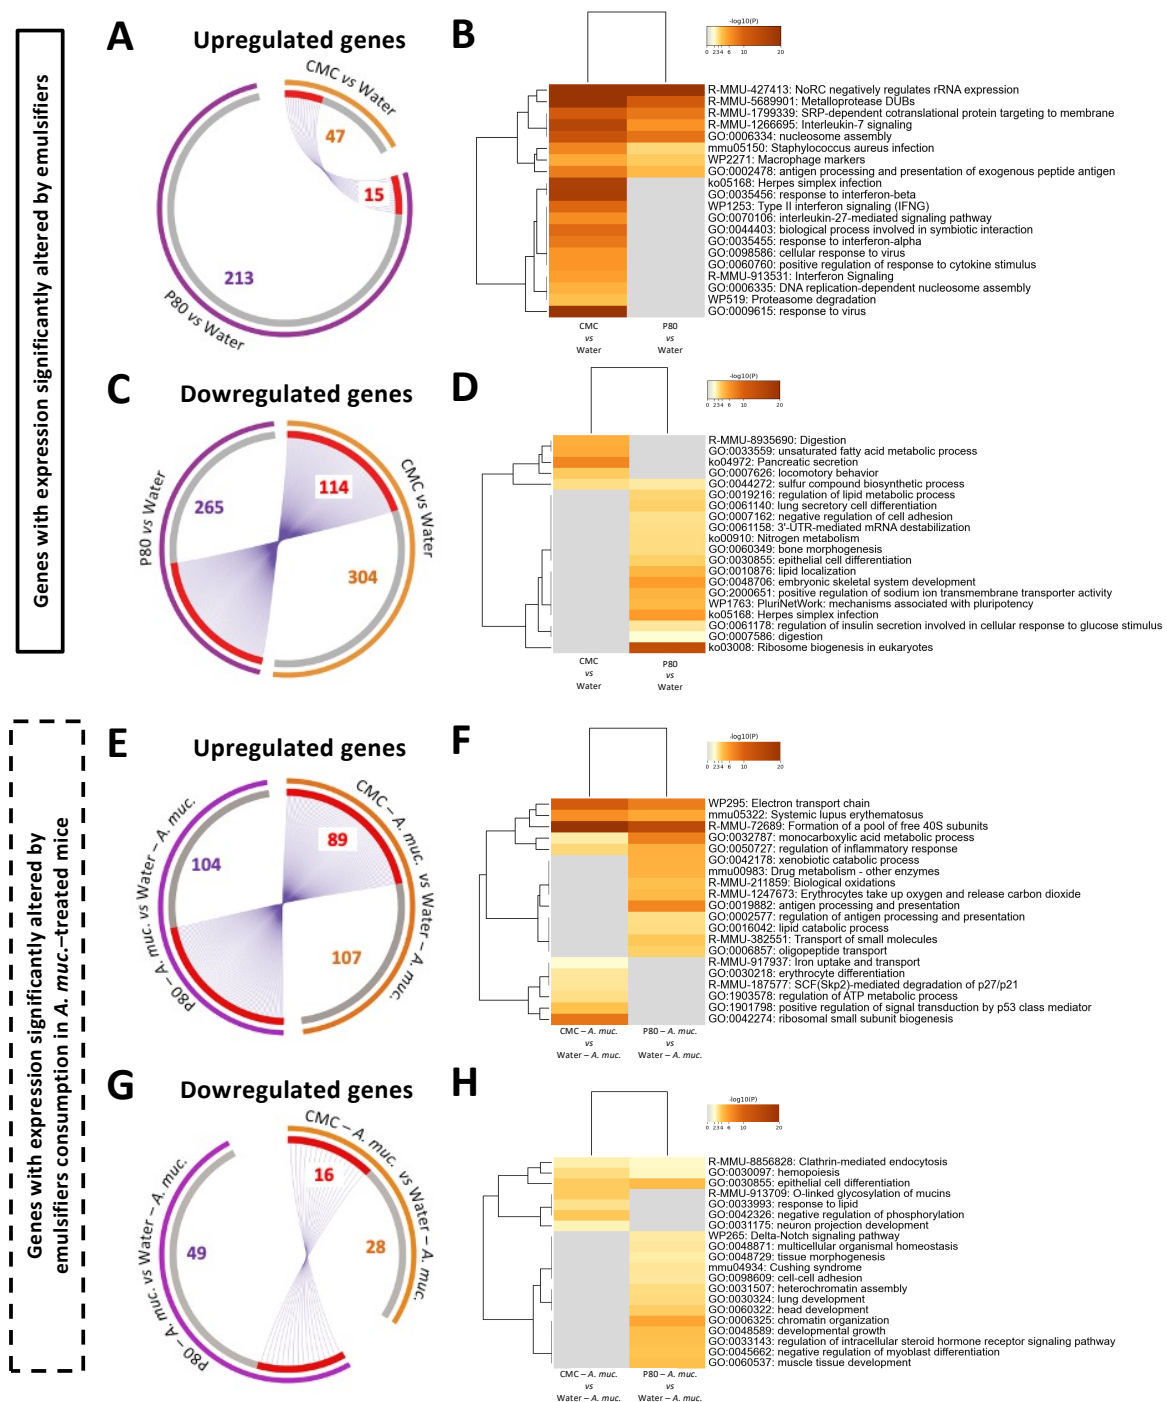 Genes with expression significantly altered by emulsifiers
A
Upregulated genes
CMC vs Water
47
15
213
P80 vs Water
B
-log10(P)
0 2 3 4 6 10 20
R-MMU-427413: NoRC negatively regulates rRNA expression
R-MMU-5689901: Metalloprotease DUBs
R-MMU-1799339: SRP-dependent cotranslational protein targeting to membrane
R-MMU-1266695: Interleukin-7 signaling
GO:0006334: nucleosome assembly
mmu05150: Staphylococcus aureus infection
WP2271: Macrophage markers
GO:0002478: antigen processing and presentation of exogenous peptide antigen
ko05168: Herpes simplex infection
GO:0035456: response to interferon-beta
WP1253: Type II interferon signaling (IFNG)
GO:0070106: interleukin-27-mediated signaling pathway
GO:0044403: biological process involved in symbiotic interaction
GO:0035455: response to interferon-alpha
GO:0098586: cellular response to virus
GO:0060760: positive regulation of response to cytokine stimulus
R-MMU-913531: Interferon Signaling
GO:0006335: DNA replication-dependent nucleosome assembly
WP519: Proteasome degradation
GO:0009615: response to virus
CMC
vs
Water
P80
vs
Water
C
Dowregulated genes
P80 vs Water
265
114
304
CMC vs Water
D
-log10(P)
0 2 3 4 6 10 20
R-MMU-8935690: Digestion
GO:0033559: unsaturated fatty acid metabolic process
ko04972: Pancreatic secretion
GO:0007626: locomotory behavior
GO:0044272: sulfur compound biosynthetic process
GO:0019216: regulation of lipid metabolic process
GO:0061140: lung secretory cell differentiation
GO:0007162: negative regulation of cell adhesion
GO:0061158: 3'-UTR-mediated mRNA destabilization
ko00910: Nitrogen metabolism
GO:0060349: bone morphogenesis
GO:0030855: epithelial cell differentiation
GO:0010876: lipid localization
GO:0048706: embryonic skeletal system development
GO:2000651: positive regulation of sodium ion transmembrane transporter activity
WP1763: PluriNetWork: mechanisms associated with pluripotency
ko05168: Herpes simplex infection
GO:0061178: regulation of insulin secretion involved in cellular response to glucose stimulus
GO:0007586: digestion
ko03008: Ribosome biogenesis in eukaryotes
CMC
vs
Water
P80
vs
Water
Genes with expression significantly altered by
emulsifiers consumption in A. muc.–treated mice
E
Upregulated genes
P80 – A. muc. vs Water – A. muc.
CMC – A. muc. vs Water – A. muc.
104
89
107
F
-log10(P)
0 2 3 4 6 10 20
WP295: Electron transport chain
mmu05322: Systemic lupus erythematosus
R-MMU-72689: Formation of a pool of free 40S subunits
GO:0032787: monocarboxylic acid metabolic process
GO:0050727: regulation of inflammatory response
GO:0042178: xenobiotic catabolic process
mmu00983: Drug metabolism - other enzymes
R-MMU-211859: Biological oxidations
R-MMU-1247673: Erythrocytes take up oxygen and release carbon dioxide
GO:0019882: antigen processing and presentation
GO:0002577: regulation of antigen processing and presentation
GO:0016042: lipid catabolic process
R-MMU-382551: Transport of small molecules
GO:0006857: oligopeptide transport
R-MMU-917937: Iron uptake and transport
GO:0030218: erythrocyte differentiation
R-MMU-187577: SCF(Skp2)-mediated degradation of p27/p21
GO:1903578: regulation of ATP metabolic process
GO:1901798: positive regulation of signal transduction by p53 class mediator
GO:0042274: ribosomal small subunit biogenesis
CMC – A. muc.
vs
Water – A. muc.
P80 – A. muc.
vs
Water – A. muc.
G
Dowregulated genes
CMC – A. muc. vs Water – A. muc.
16
28
49
P80 – A. muc. vs Water – A. muc.
H
-log10(P)
0 2 3 4 6 10 20
R-MMU-8856828: Clathrin-mediated endocytosis
GO:0030097: hemopoiesis
GO:0030855: epithelial cell differentiation
R-MMU-913709: O-linked glycosylation of mucins
GO:0033993: response to lipid
GO:0042326: negative regulation of phosphorylation
GO:0031175: neuron projection development
WP265: Delta-Notch signaling pathway
GO:0048871: multicellular organismal homeostasis
GO:0048729: tissue morphogenesis
mmu04934: Cushing syndrome
GO:0098609: cell-cell adhesion
GO:0031507: heterochromatin assembly
GO:0030324: lung development
GO:0060322: head development
GO:0006325: chromatin organization
GO:0048589: developmental growth
GO:0033143: regulation of intracellular steroid hormone receptor signaling pathway
GO:0045662: negative regulation of myoblast differentiation
GO:0060537: muscle tissue development
CMC – A. muc.
vs
Water – A. muc.
P80 – A. muc.
vs
Water – A. muc.